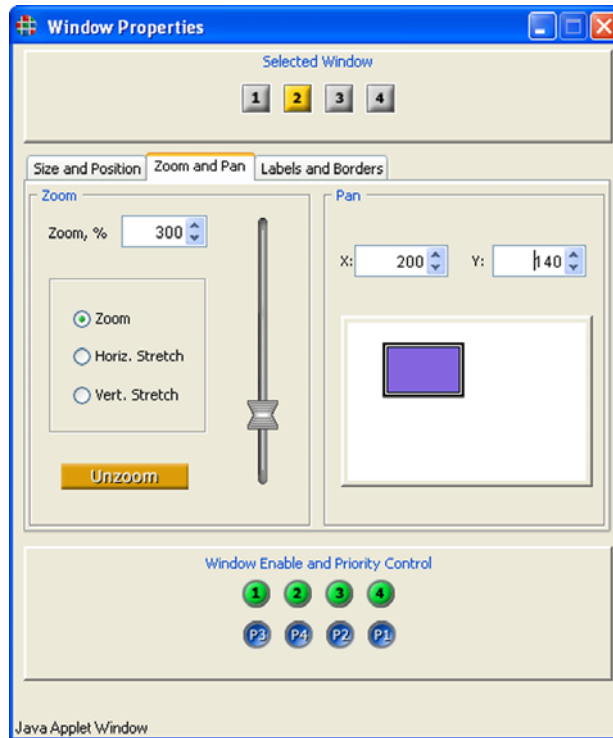 Window Properties
Selected Window
1 2 3 4
Size and Position Zoom and Pan Labels and Borders
Zoom
Zoom, % 300
Zoom
Horiz. Stretch
Vert. Stretch
Unzoom
Pan
X: 200 Y: 140
Window Enable and Priority Control
1 2 3 4
P3 P4 P2 P1
Java Applet Window